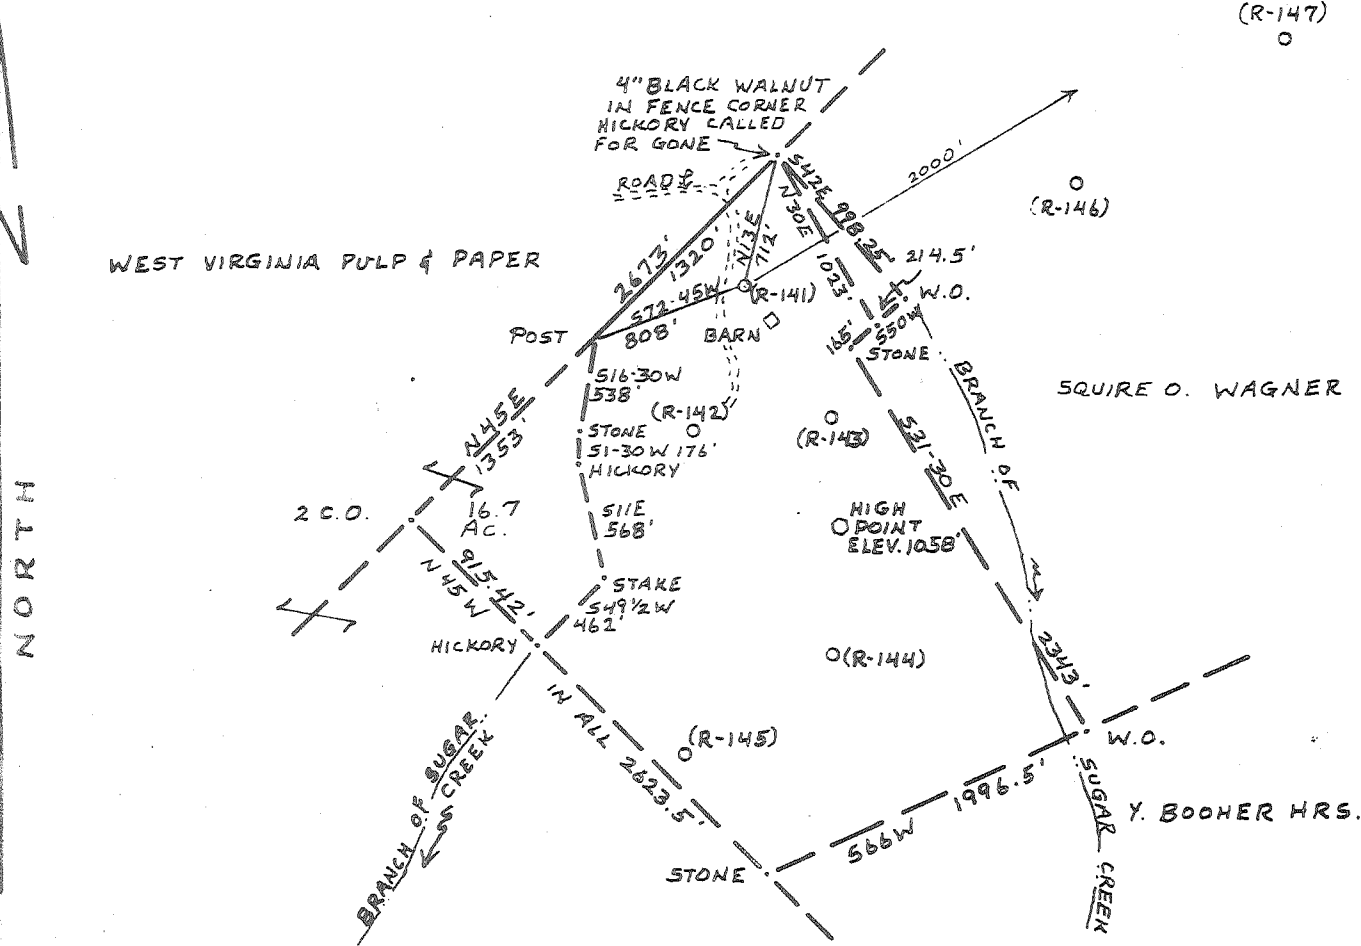 (R-147)
4" BLACK WALNUT
IN FENCE CORNER
HICKORY CALLED
FOR GONE
ROAD
2000'
(R-146)
S42E 998.25
N30E 1023'
N13E
712'
214.5'
W.O.
S50W
165'
STONE
WEST VIRGINIA PULP & PAPER
2673'
1320'
S72-45W
808'
(R-141)
BARN
POST
S16-30W
538'
(R-142)
STONE
S1-30W 176'
HICKORY
(R-143)
BRANCH OF
SQUIRE O. WAGNER
S31-30E
2343'
N45E
1353'
2 C.O.
16.7
AC.
S11E
568'
HIGH
POINT
ELEV. 1058'
NORTH
STAKE
S49 1/2 W
462'
915.42'
N45W
HICKORY
(R-144)
IN ALL 2623.5'
(R-145)
W.O.
BRANCH OF SUGAR
CREEK
1996.5'
S66W
STONE
SUGAR CREEK
Y. BOOHER HRS.